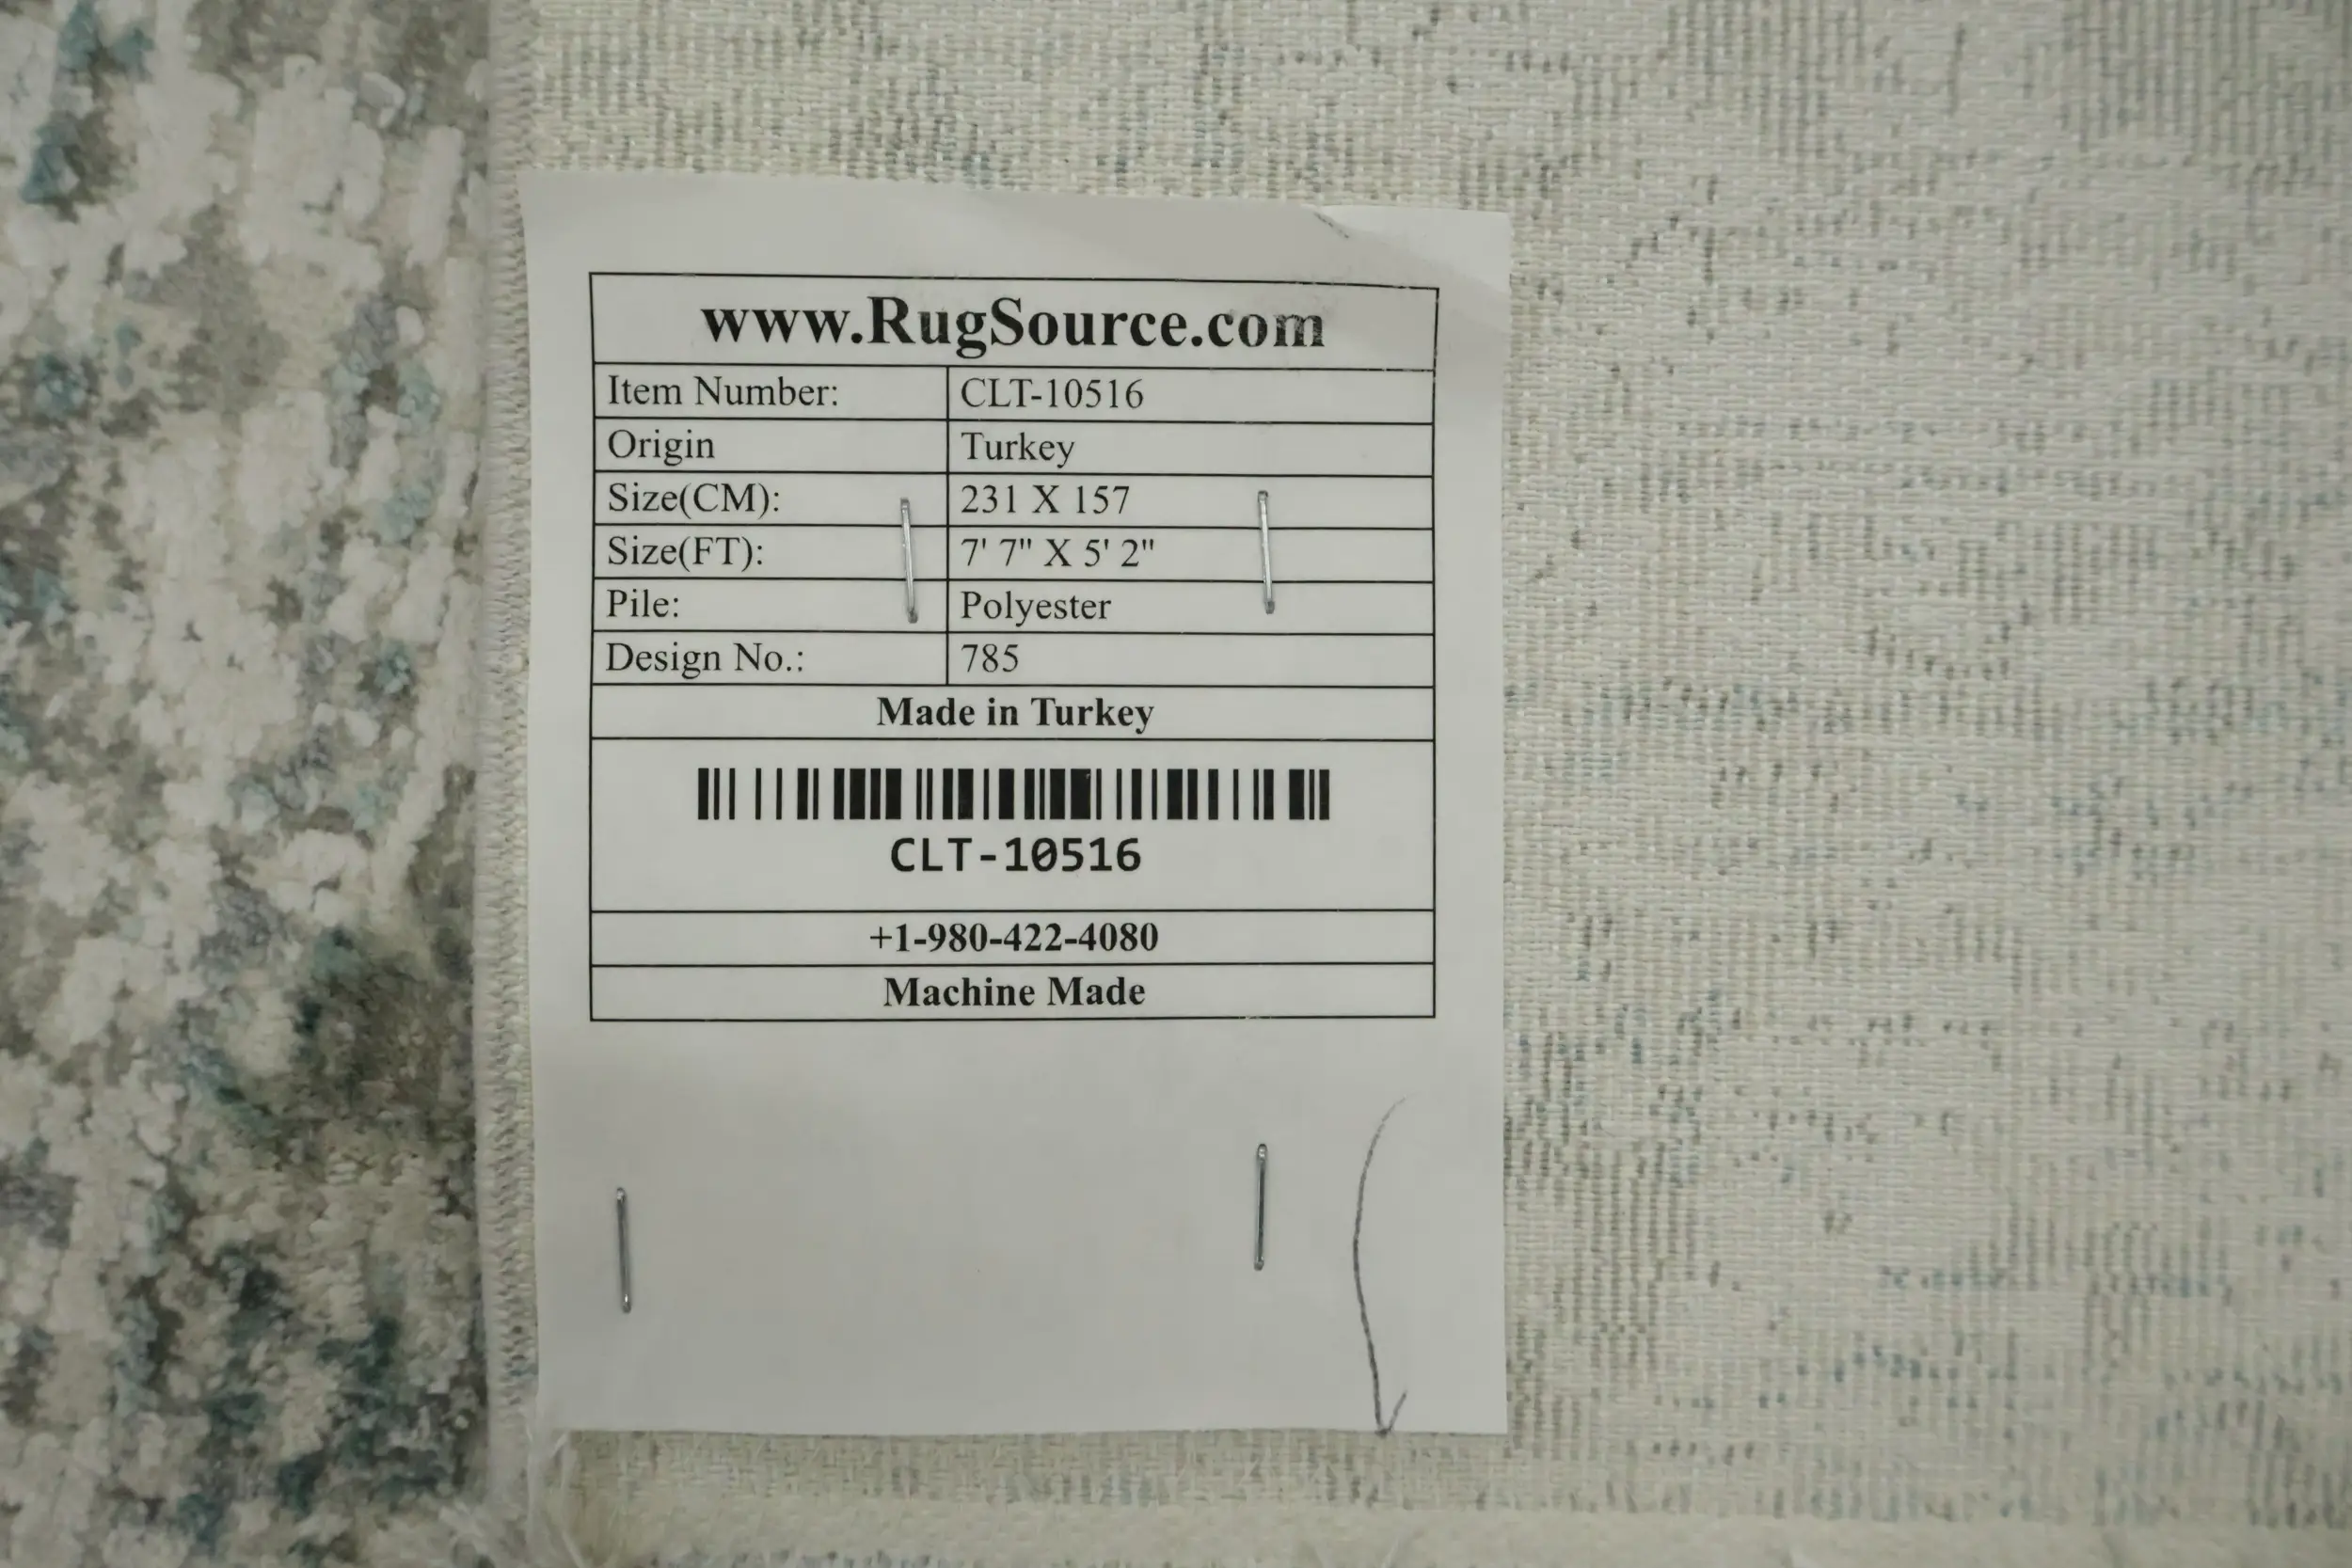 www.RugSource.com
Item Number: CLT-10516
Origin Turkey
Size(CM): 231 X 157
Size(FT): 7' 7" X 5' 2"
Pile: Polyester
Design No.: 785
Made in Turkey
CLT-10516
+1-980-422-4080
Machine Made